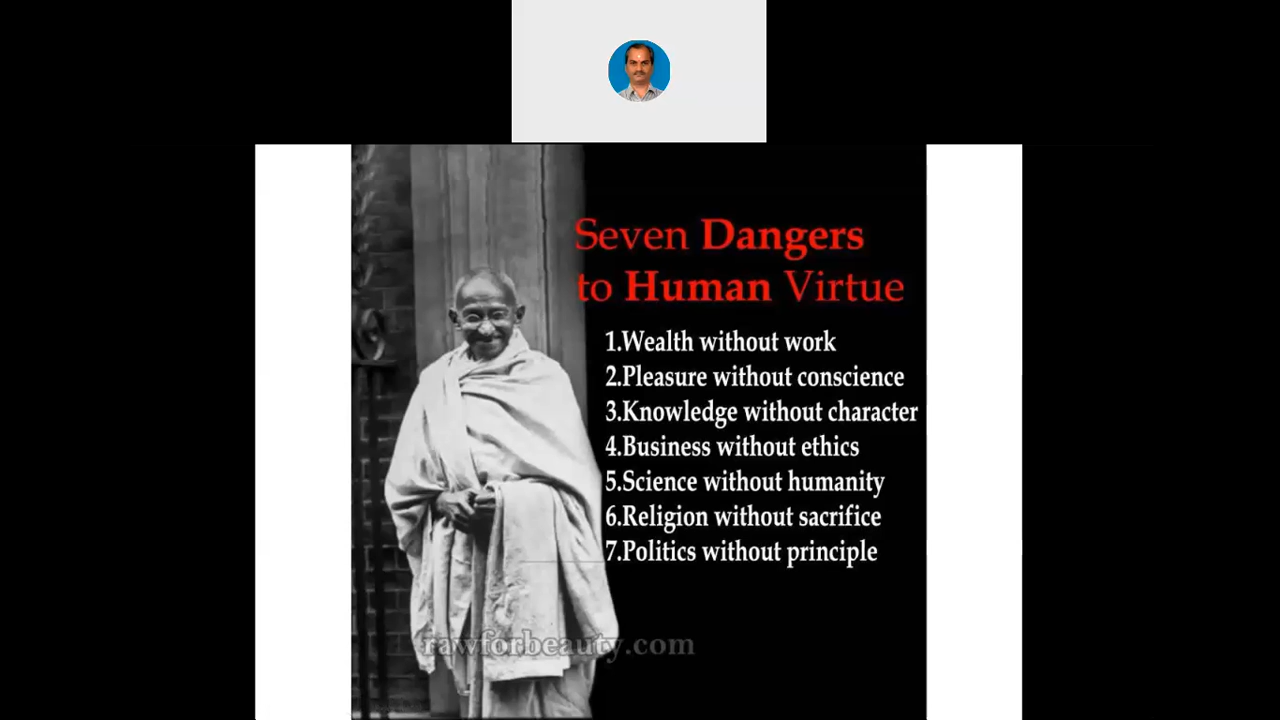 Seven Dangers
to Human Virtue
1.Wealth without work
2.Pleasure without conscience
3.Knowledge without character
4.Business without ethics
5.Science without humanity
6.Religion without sacrifice
7.Politics without principle
rawforbeauty.com